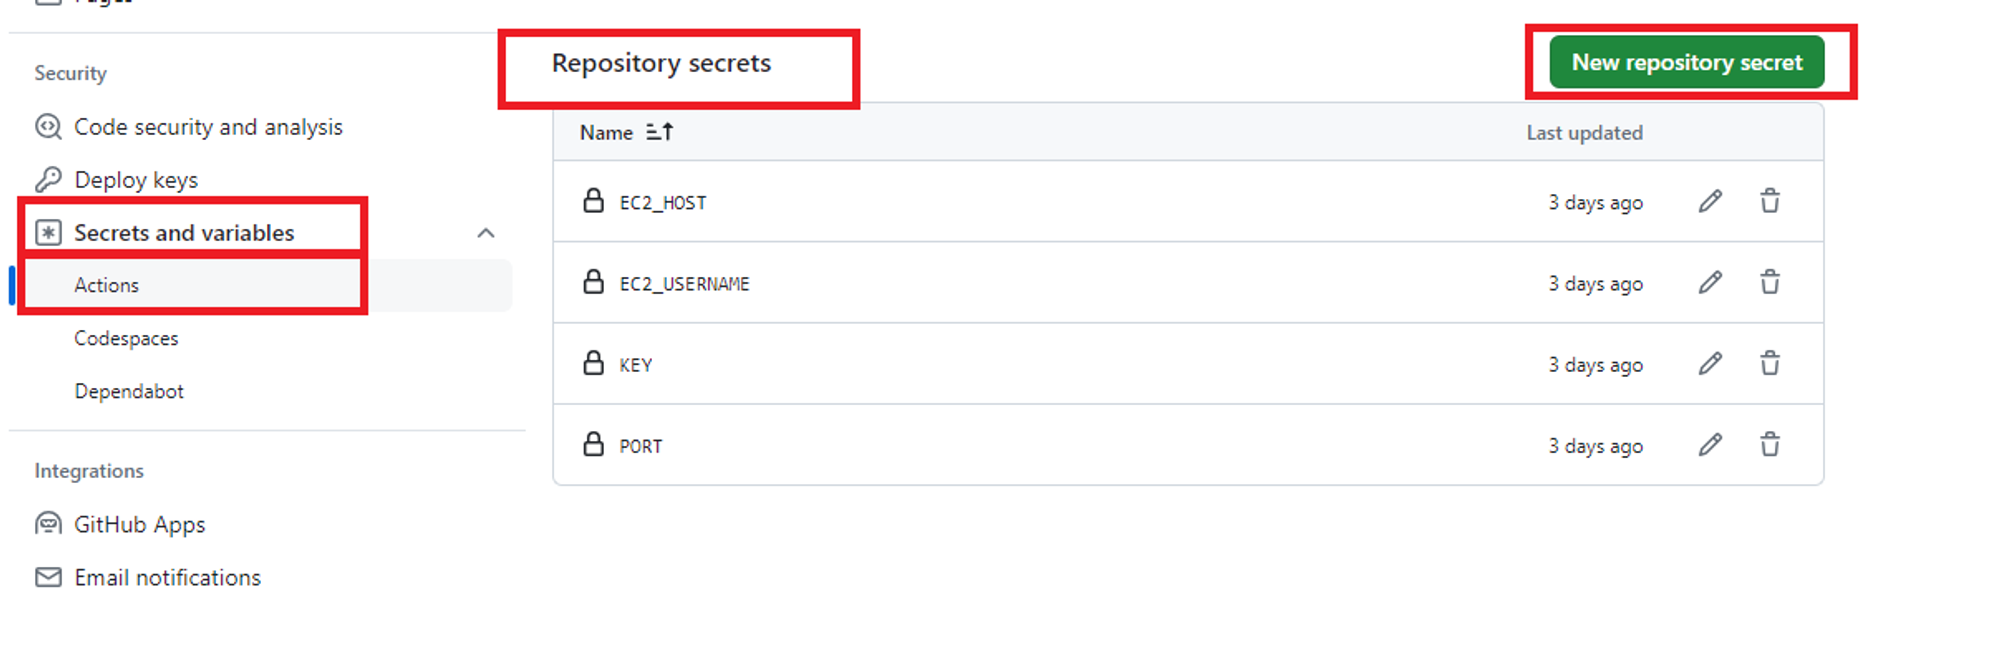 Pages
Security
Code security and analysis
Deploy keys
Secrets and variables
Actions
Codespaces
Dependabot
Integrations
GitHub Apps
Email notifications
Repository secrets
New repository secret
Name Last updated
EC2_HOST 3 days ago
EC2_USERNAME 3 days ago
KEY 3 days ago
PORT 3 days ago